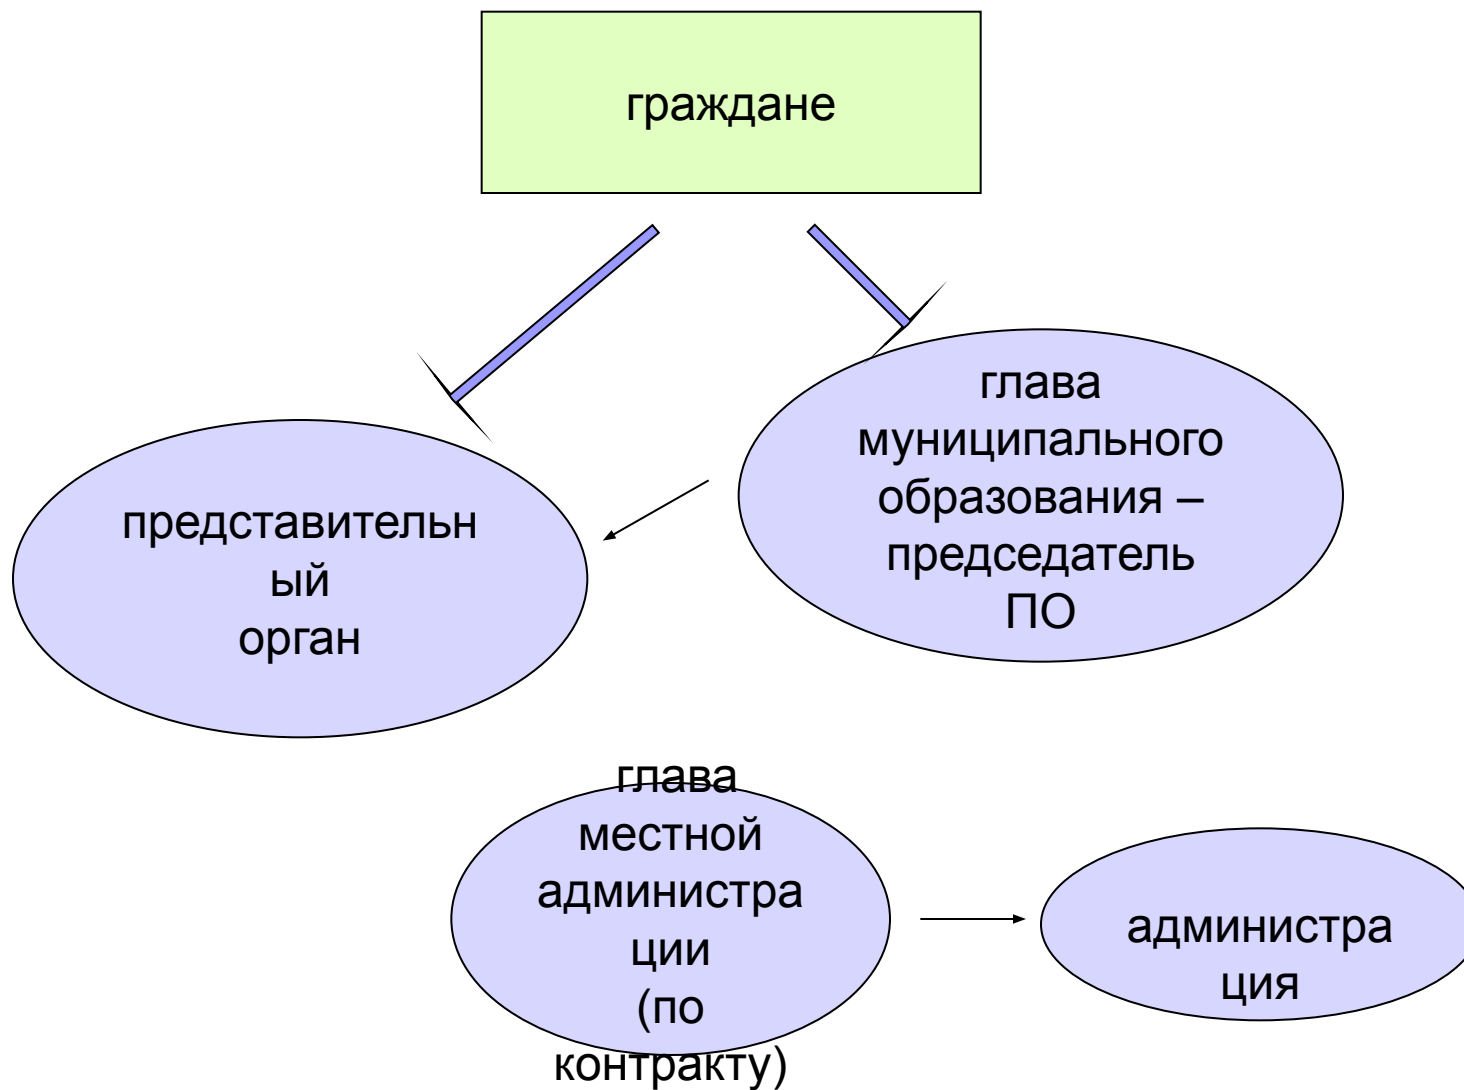 граждане
глава
муниципального
образования –
председатель
ПО
представительн
ый
орган
глава
местной
администра
ции
(по
контракту)
администра
ция